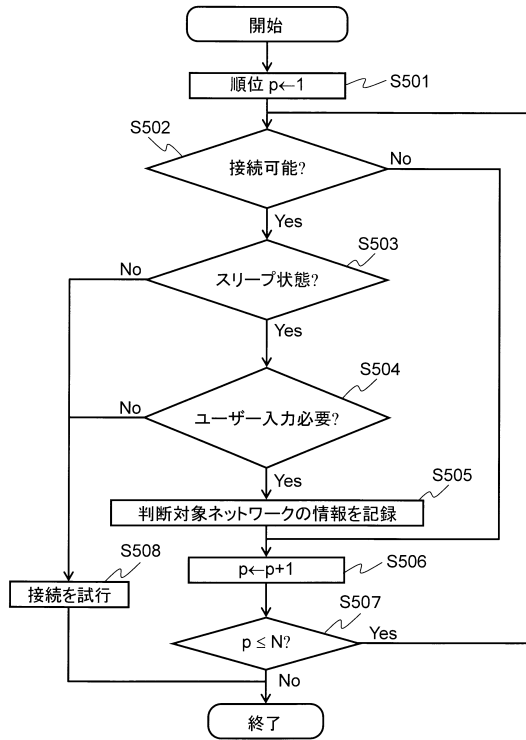 開始
順位 p←1
S501
S502
接続可能?
No
Yes
S503
No
スリープ状態?
Yes
S504
No
ユーザー入力必要?
Yes
S505
判断対象ネットワークの情報を記録
S508
接続を試行
p←p+1
S506
S507
p ≤ N?
Yes
No
終了